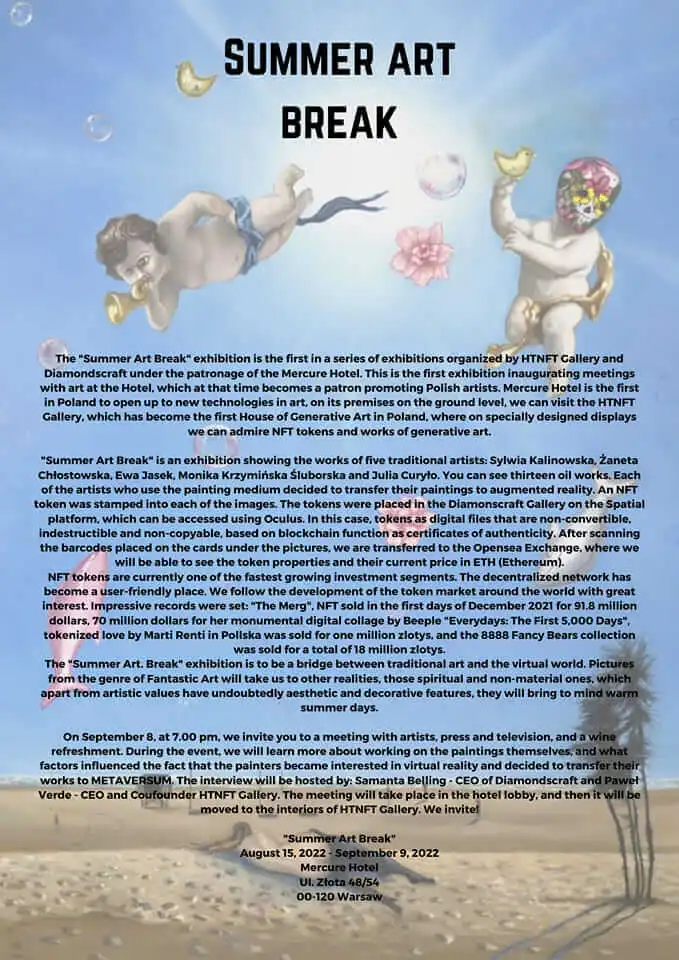 SUMMER ART
BREAK
The "Summer Art Break" exhibition is the first in a series of exhibitions organized by HTNFT Gallery and
Diamondscraft under the patronage of the Mercure Hotel. This is the first exhibition inaugurating meetings
with art at the Hotel, which at that time becomes a patron promoting Polish artists. Mercure Hotel is the first
in Poland to open up to new technologies in art, on its premises on the ground level, we can visit the HTNFT
Gallery, which has become the first House of Generative Art in Poland, where on specially designed displays
we can admire NFT tokens and works of generative art.
"Summer Art Break" is an exhibition showing the works of five traditional artists: Sylwia Kalinowska, Żaneta
Chłostowska, Ewa Jasek, Monika Krzymińska Śluborska and Julia Curyło. You can see thirteen oil works. Each
of the artists who use the painting medium decided to transfer their paintings to augmented reality. An NFT
token was stamped into each of the images. The tokens were placed in the Diamonscraft Gallery on the Spatial
platform, which can be accessed using Oculus. In this case, tokens as digital files that are non-convertible,
indestructible and non-copyable, based on blockchain function as certificates of authenticity. After scanning
the barcodes placed on the cards under the pictures, we are transferred to the Opensea Exchange, where we
will be able to see the token properties and their current price in ETH (Ethereum).
NFT tokens are currently one of the fastest growing investment segments. The decentralized network has
become a user-friendly place. We follow the development of the token market around the world with great
interest. Impressive records were set: "The Merg", NFT sold in the first days of December 2021 for 91.8 million
dollars, 70 million dollars for her monumental digital collage by Beeple "Everydays: The First 5,000 Days",
tokenized love by Marti Renti in Pollska was sold for one million zlotys, and the 8888 Fancy Bears collection
was sold for a total of 18 million zlotys.
The "Summer Art. Break" exhibition is to be a bridge between traditional art and the virtual world. Pictures
from the genre of Fantastic Art will take us to other realities, those spiritual and non-material ones, which
apart from artistic values have undoubtedly aesthetic and decorative features, they will bring to mind warm
summer days.
On September 8, at 7.00 pm, we invite you to a meeting with artists, press and television, and a wine
refreshment. During the event, we will learn more about working on the paintings themselves, and what
factors influenced the fact that the painters became interested in virtual reality and decided to transfer their
works to METAVERSUM. The interview will be hosted by: Samanta Belling - CEO of Diamondscraft and Paweł
Verde - CEO and Coufounder HTNFT Gallery. The meeting will take place in the hotel lobby, and then it will be
moved to the interiors of HTNFT Gallery. We invite!
"Summer Art Break"
August 15, 2022 - September 9, 2022
Mercure Hotel
Ul. Złota 48/54
00-120 Warsaw